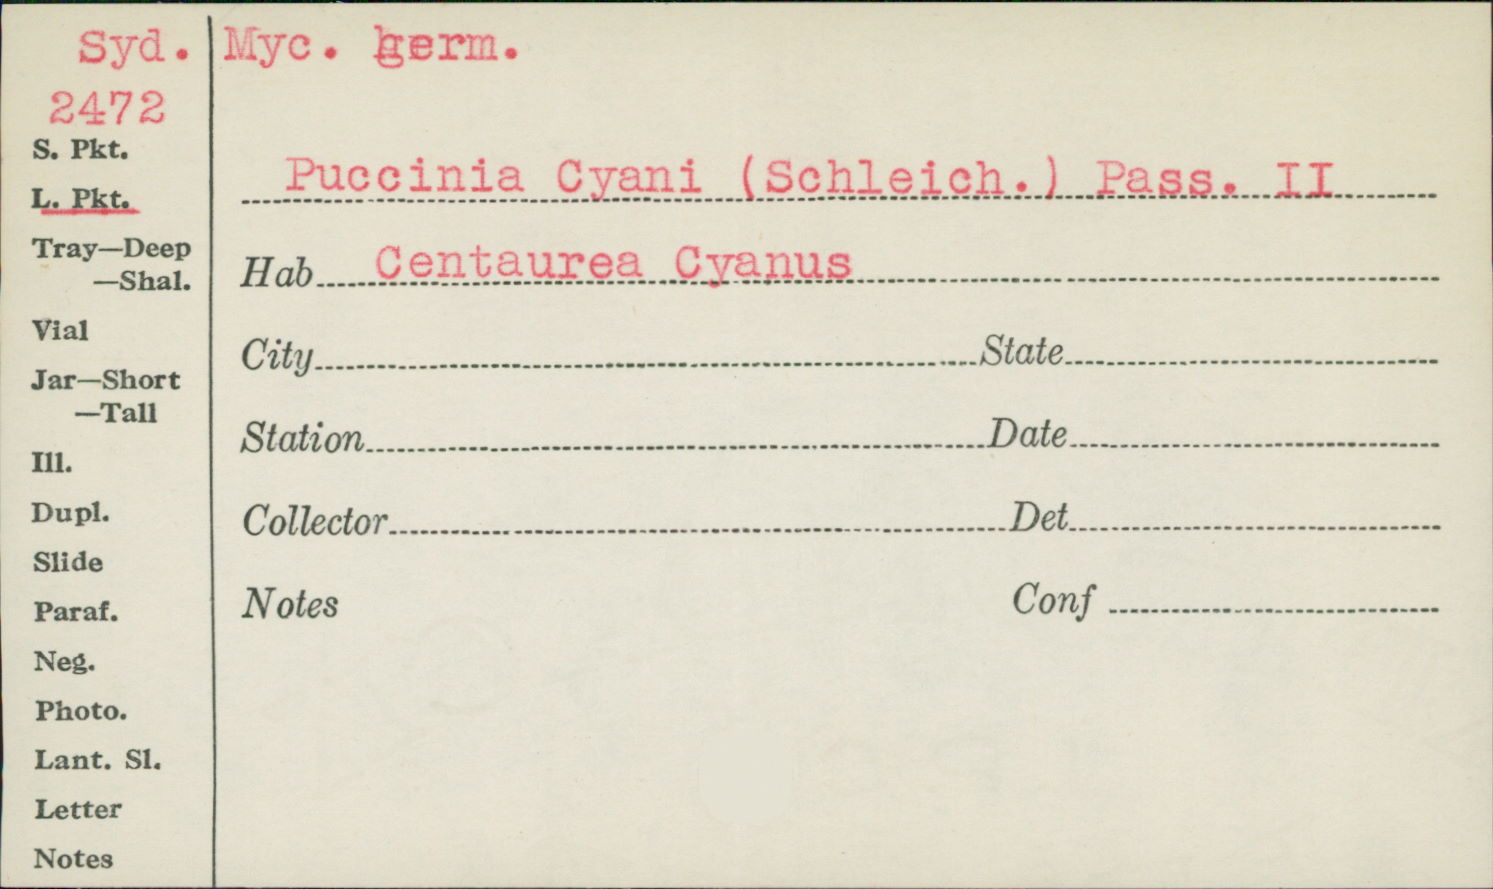 Syd. Myc. germ.
2472
S. Pkt.
Puccinia Cyani (Schleich.) Pass. II
L. Pkt.
Tray—Deep
—Shal.
Hab Centaurea Cyanus
Vial
City State
Jar—Short
—Tall
Station Date
Ill.
Dupl.
Collector Det
Slide
Paraf.
Notes Conf
Neg.
Photo.
Lant. Sl.
Letter
Notes